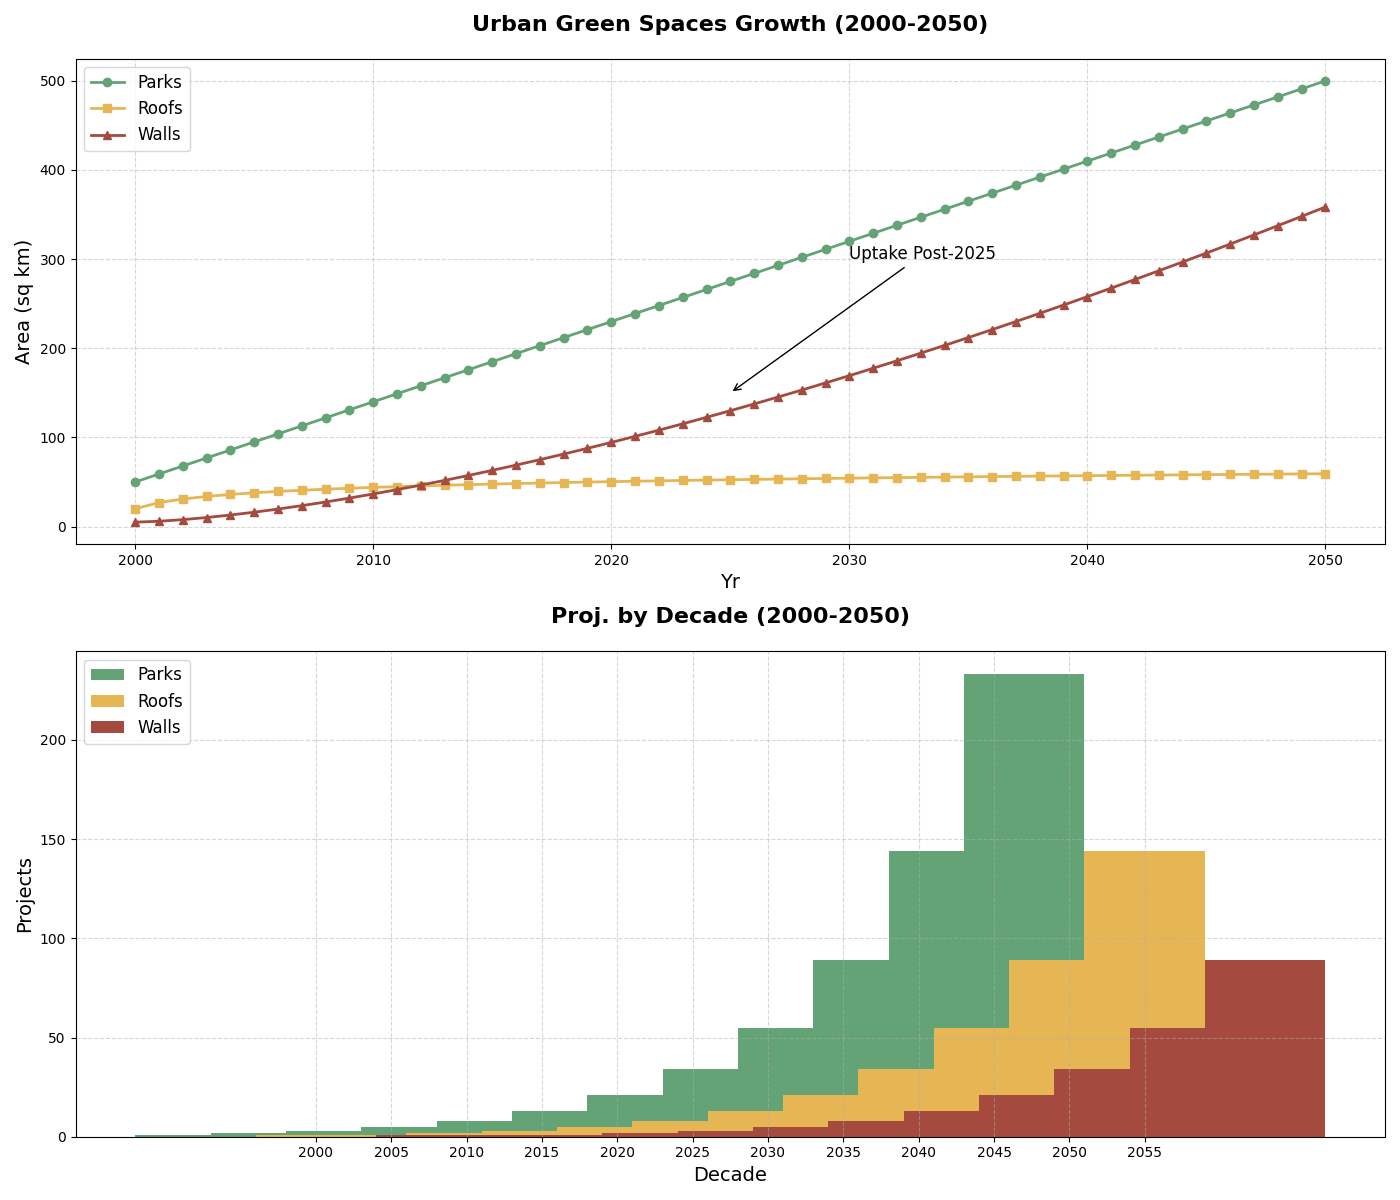 Urban Green Spaces Growth (2000-2050)
Parks
Roofs
Walls
Uptake Post-2025
Area (sq km)
500
400
300
200
100
0
2000 2010 2020 2030 2040 2050
Yr
Proj. by Decade (2000-2050)
Parks
Roofs
Walls
Projects
200
150
100
50
0
2000 2005 2010 2015 2020 2025 2030 2035 2040 2045 2050 2055
Decade